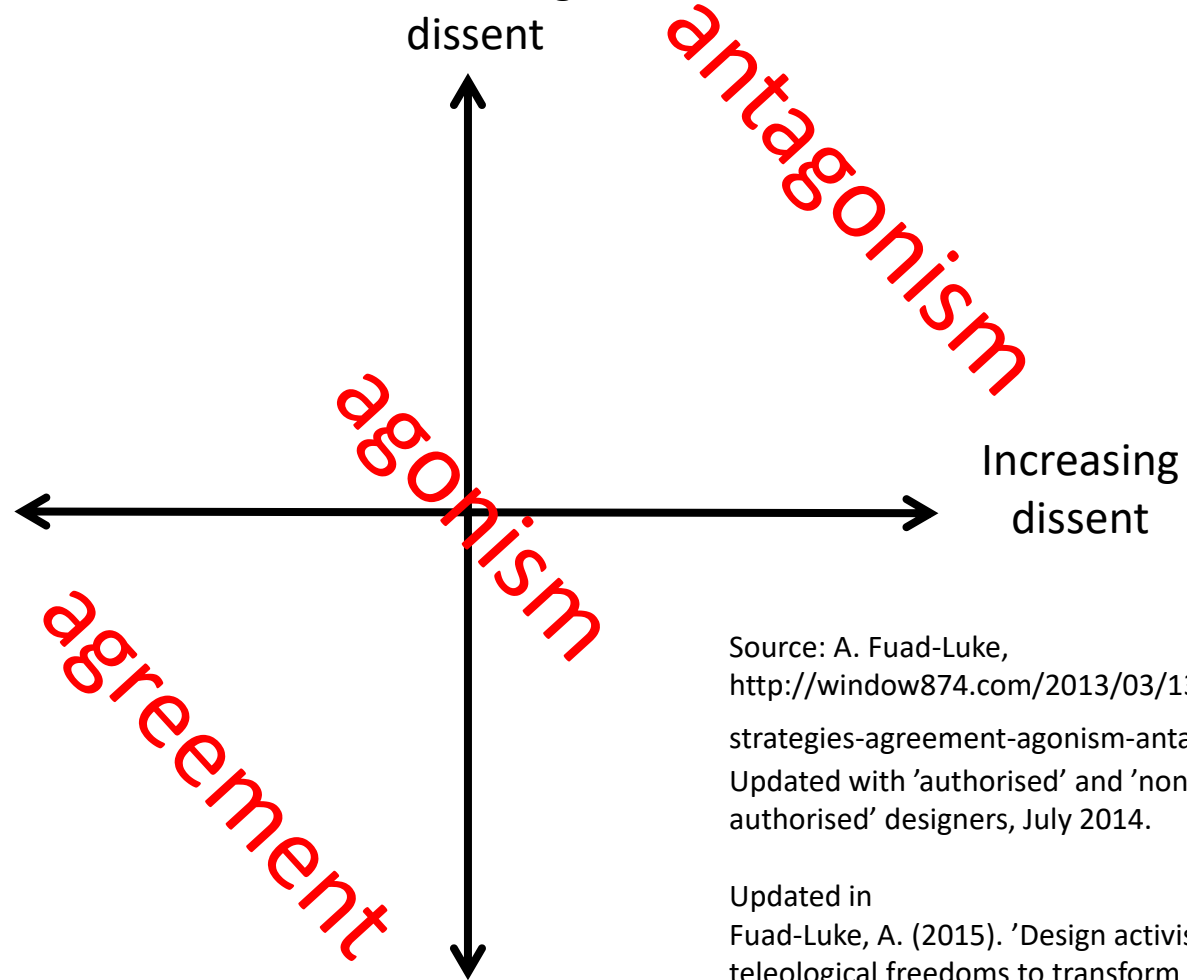 dissent
antagonism
agonism
Increasing
dissent
agreement
Source: A. Fuad-Luke,
http://window874.com/2013/03/13
strategies-agreement-agonism-anta
Updated with ’authorised’ and ’non
authorised’ designers, July 2014.
Updated in
Fuad-Luke, A. (2015). ’Design activis
teleological freedoms to transform